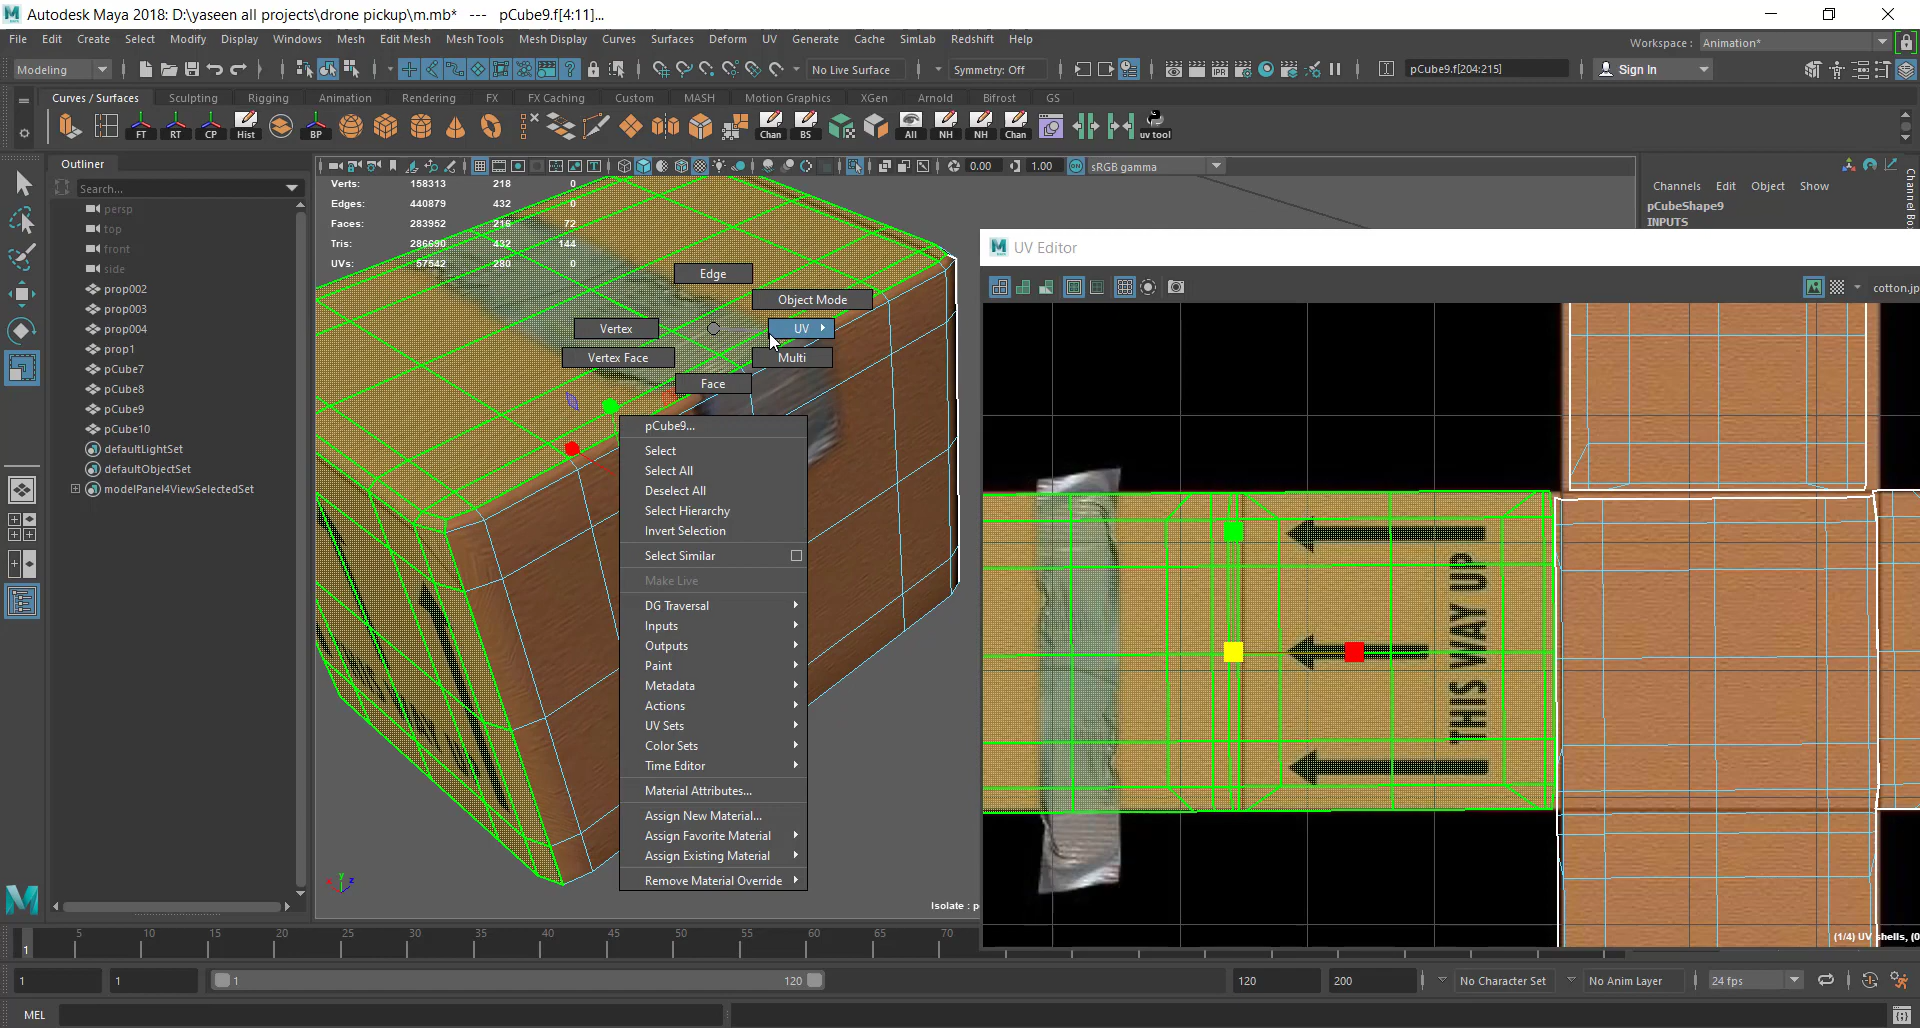 Autodesk Maya 2018: D:\yaseen all projects\drone pickup\m.mb* --- pCube9.f[4:11]...
File Edit Create Select Modify Display Windows Mesh Edit Mesh Mesh Tools Mesh Display Curves Surfaces Deform UV Generate Cache SimLab Redshift Help
Workspace : Animation*
Modeling
No Live Surface
Symmetry: Off
IPR
pCube9.f[204:215]
Sign In
Curves / Surfaces Sculpting Rigging Animation Rendering FX FX Caching Custom MASH Motion Graphics XGen Arnold Bifrost GS
FT RT CP Hist BP Chan BS All NH NH Chan uv tool
Outliner
Search...
persp
top
front
side
prop002
prop003
prop004
prop1
pCube7
pCube8
pCube9
pCube10
defaultLightSet
defaultObjectSet
modelPanel4ViewSelectedSet
0.00 1.00 ON sRGB gamma
Verts: 158313 218 0
Edges: 440879 432 0
Faces: 283952 216 72
Tris: 286690 432 144
UVs: 57542 280 0
Edge
Object Mode
Vertex
UV
Vertex Face
Multi
Face
pCube9...
Select
Select All
Deselect All
Select Hierarchy
Invert Selection
Select Similar
Make Live
DG Traversal
Inputs
Outputs
Paint
Metadata
Actions
UV Sets
Color Sets
Time Editor
Material Attributes...
Assign New Material...
Assign Favorite Material
Assign Existing Material
Remove Material Override
y
z
Isolate : p
Channels Edit Object Show
pCubeShape9
INPUTS
Channel Bo
UV Editor
cotton.jp
THIS WAY UP
(1/4) UV shells, (0
1 5 10 15 20 25 30 35 40 45 50 55 60 65 70
1 1 1 120 120 200 No Character Set No Anim Layer 24 fps
MEL